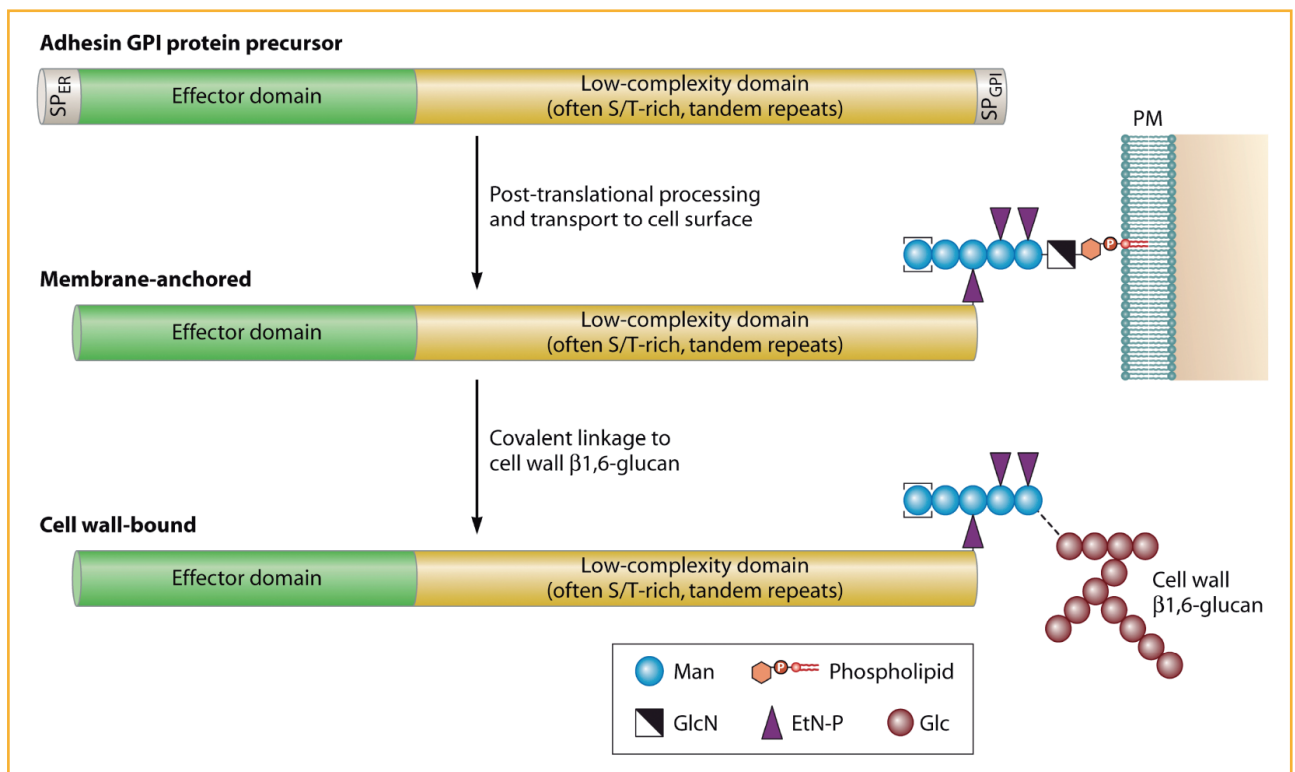 Adhesin GPI protein precursor
SPER
Effector domain
Low-complexity domain
(often S/T-rich, tandem repeats)
SPGPI
PM
Post-translational processing
and transport to cell surface
P
Membrane-anchored
Effector domain
Low-complexity domain
(often S/T-rich, tandem repeats)
Covalent linkage to
cell wall β1,6-glucan
Cell wall-bound
Effector domain
Low-complexity domain
(often S/T-rich, tandem repeats)
Cell wall
β1,6-glucan
Man
P
Phospholipid
GlcN
EtN-P
Glc